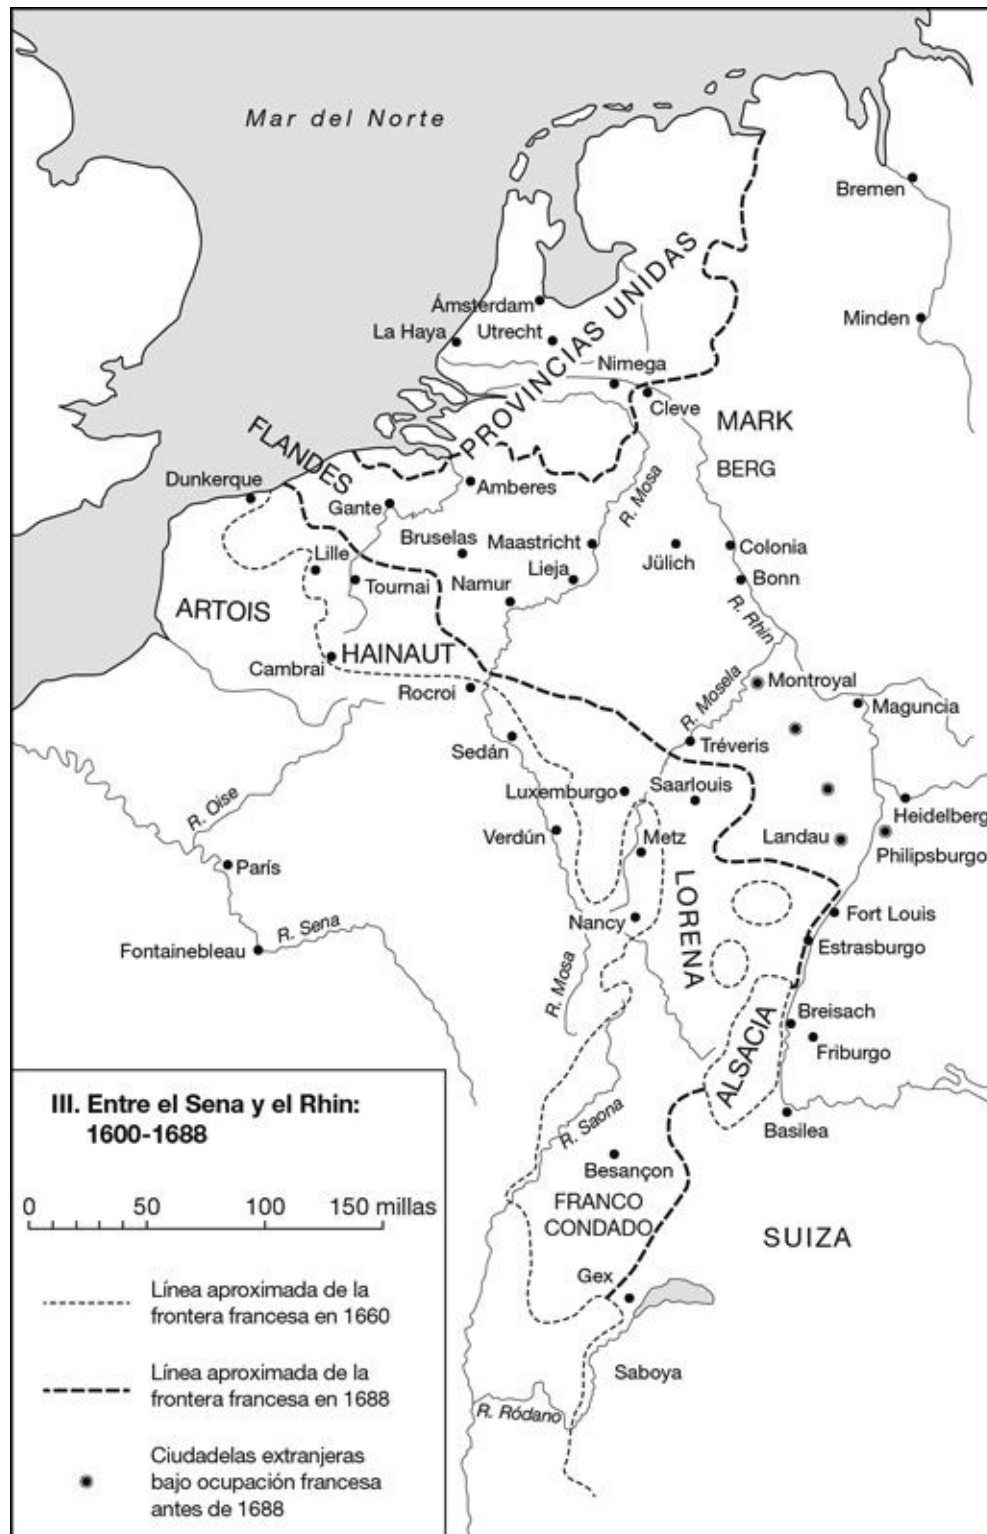 Mar del Norte
Bremen
Minden
Ámsterdam
La Haya
Utrecht
PROVINCIAS UNIDAS
Nimega
Cleve
MARK
BERG
FLANDES
Dunkerque
Gante
Amberes
R. Mosa
Bruselas
Maastricht
Lille
Tournai
Namur
Lieja
Jülich
Colonia
Bonn
ARTOIS
HAINAUT
Cambrai
Rocroi
R. Rhin
R. Mosela
Montroyal
Maguncia
Sedán
Tréveris
Luxemburgo
Saarlouis
R. Oise
Verdún
Metz
Landau
Heidelberg
Philipsburgo
París
LORENA
Nancy
Fort Louis
Estrasburgo
Fontainebleau
R. Sena
R. Mosa
Breisach
Friburgo
ALSACIA
Basilea
R. Saona
Besançon
FRANCO
CONDADO
SUIZA
Gex
Saboya
R. Ródano
III. Entre el Sena y el Rhin:
1600-1688
0 50 100 150 millas
Línea aproximada de la
frontera francesa en 1660
Línea aproximada de la
frontera francesa en 1688
Ciudadelas extranjeras
bajo ocupación francesa
antes de 1688